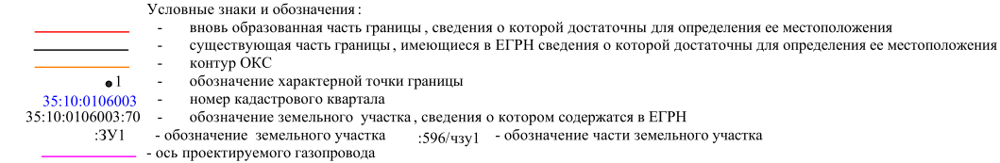 Условные знаки и обозначения:
- вновь образованная часть границы, сведения о которой достаточны для определения ее местоположения
- существующая часть границы, имеющиеся в ЕГРН сведения о которой достаточны для определения ее местоположения
- контур ОКС
1 - обозначение характерной точки границы
35:10:0106003 - номер кадастрового квартала
35:10:0106003:70 - обозначение земельного участка, сведения о котором содержатся в ЕГРН
:ЗУ1 - обозначение земельного участка :596/чзу1 - обозначение части земельного участка
- ось проектируемого газопровода